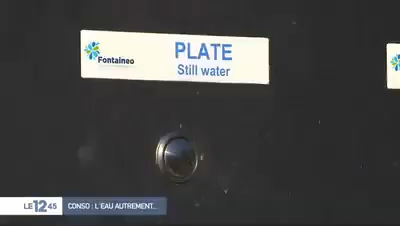 Fontaineo
PLATE
Still water
LE 12 45
CONSO : L'EAU AUTREMENT...